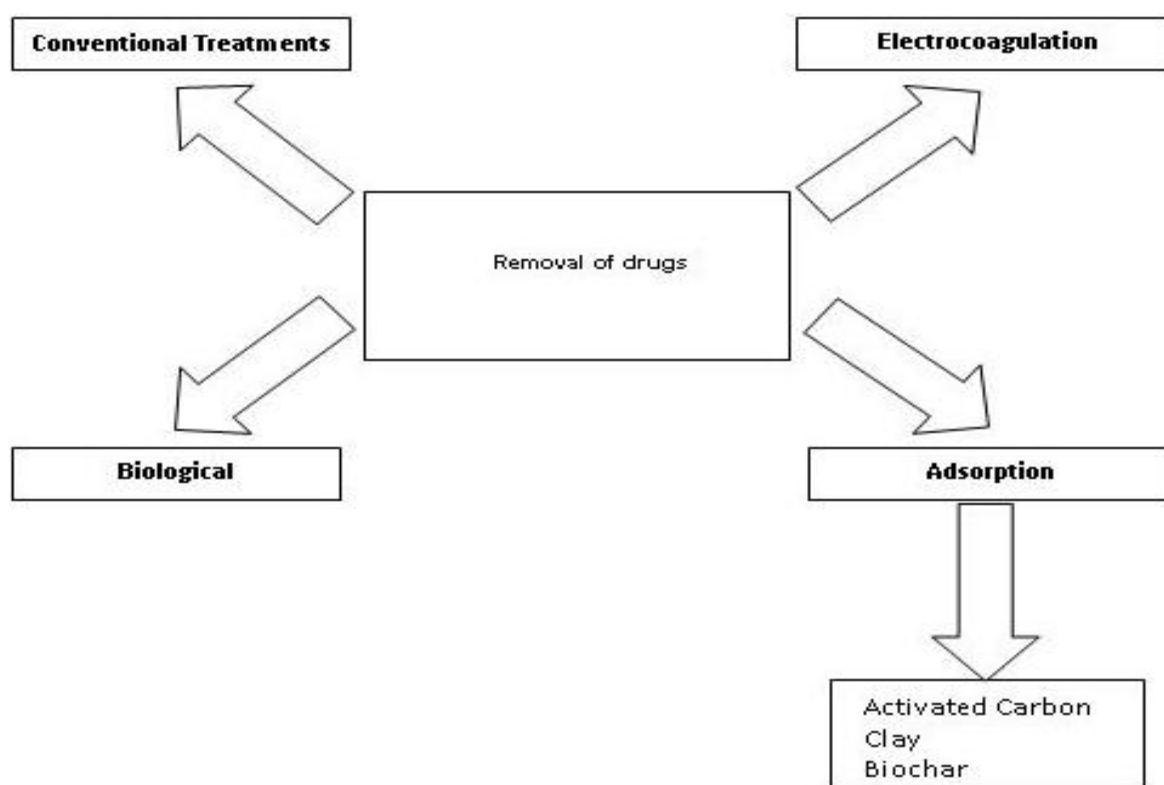 Conventional Treatments
Electrocoagulation
Removal of drugs
Biological
Adsorption
Activated Carbon
Clay
Biochar